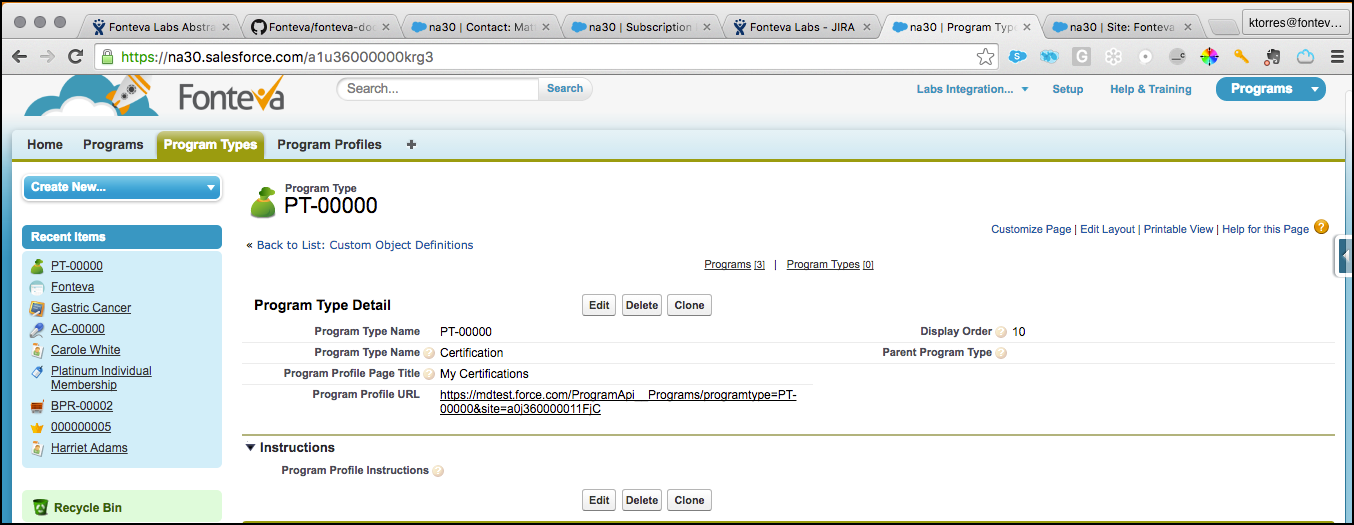 Fonteva Labs Abstra
Fonteva/fonteva-do
na30 | Contact: Mat
na30 | Subscription
Fonteva Labs - JIRA
na30 | Program Typ
na30 | Site: Fonteva
ktorres@fontev...
https://na30.salesforce.com/a1u36000000krg3
Fonteva
Search...
Search
Labs Integration...
Setup
Help & Training
Programs
Home
Programs
Program Types
Program Profiles
+
Create New...
Recent Items
PT-00000
Fonteva
Gastric Cancer
AC-00000
Carole White
Platinum Individual
Membership
BPR-00002
000000005
Harriet Adams
Recycle Bin
Program Type
PT-00000
Customize Page | Edit Layout | Printable View | Help for this Page ?
« Back to List: Custom Object Definitions
Programs [3] | Program Types [0]
Program Type Detail
Edit
Delete
Clone
Program Type Name PT-00000
Display Order ? 10
Program Type Name ? Certification
Parent Program Type ?
Program Profile Page Title ? My Certifications
Program Profile URL https://mdtest.force.com/ProgramApi__Programs/programtype=PT-
00000&site=a0j360000011FjC
Instructions
Program Profile Instructions ?
Edit
Delete
Clone